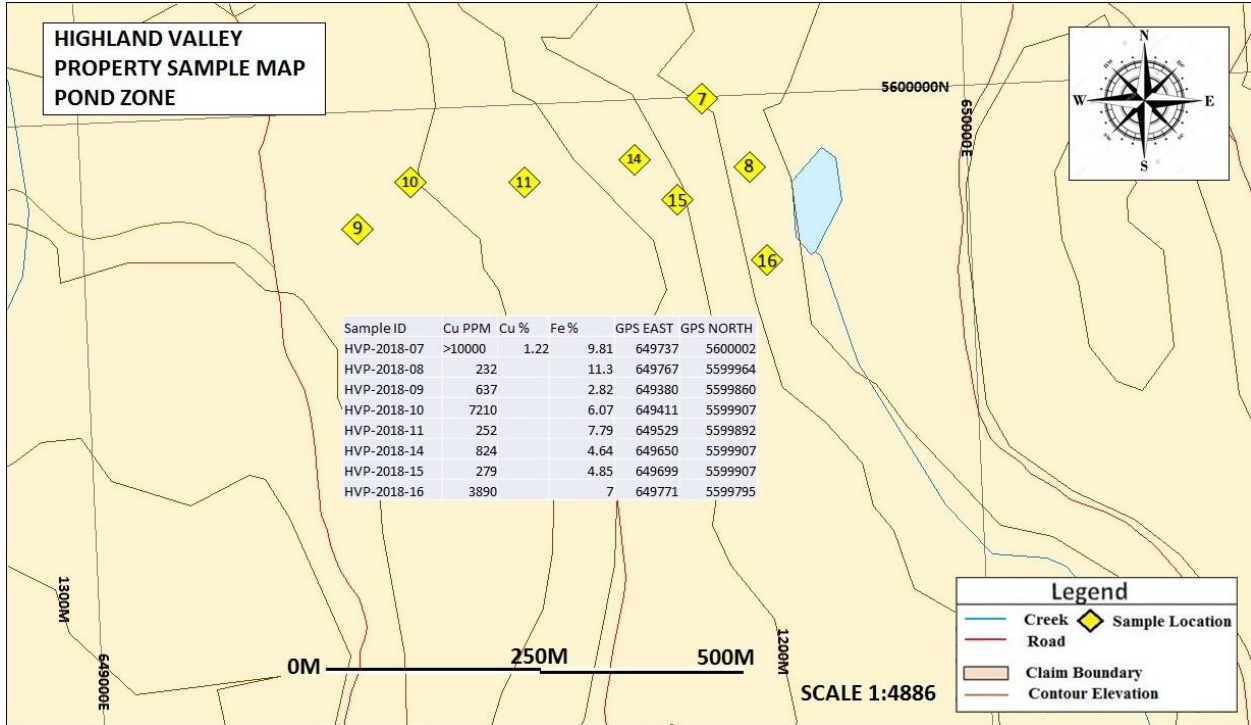 HIGHLAND VALLEY
PROPERTY SAMPLE MAP
POND ZONE
5600000N
650000E
N
W
E
S
7
14
8
10
11
15
9
16
Sample ID Cu PPM Cu % Fe % GPS EAST GPS NORTH
HVP-2018-07 >10000 1.22 9.81 649737 5600002
HVP-2018-08 232 11.3 649767 5599964
HVP-2018-09 637 2.82 649380 5599860
HVP-2018-10 7210 6.07 649411 5599907
HVP-2018-11 252 7.79 649529 5599892
HVP-2018-14 824 4.64 649650 5599907
HVP-2018-15 279 4.85 649699 5599907
HVP-2018-16 3890 7 649771 5599795
1300M
649000E
0M 250M 500M
1200M
SCALE 1:4886
Legend
Creek Sample Location
Road
Claim Boundary
Contour Elevation